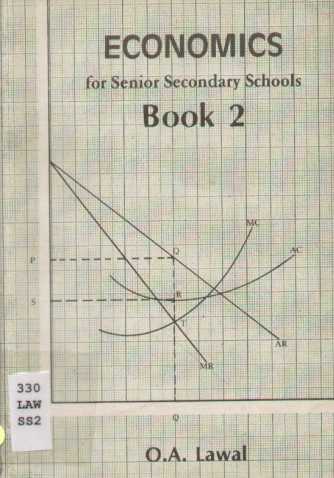 ECONOMICS
for Senior Secondary Schools
Book 2
MC
Q
AC
P
R
S
T
AR
MR
330
LAW
SS2
Q
O.A. Lawal